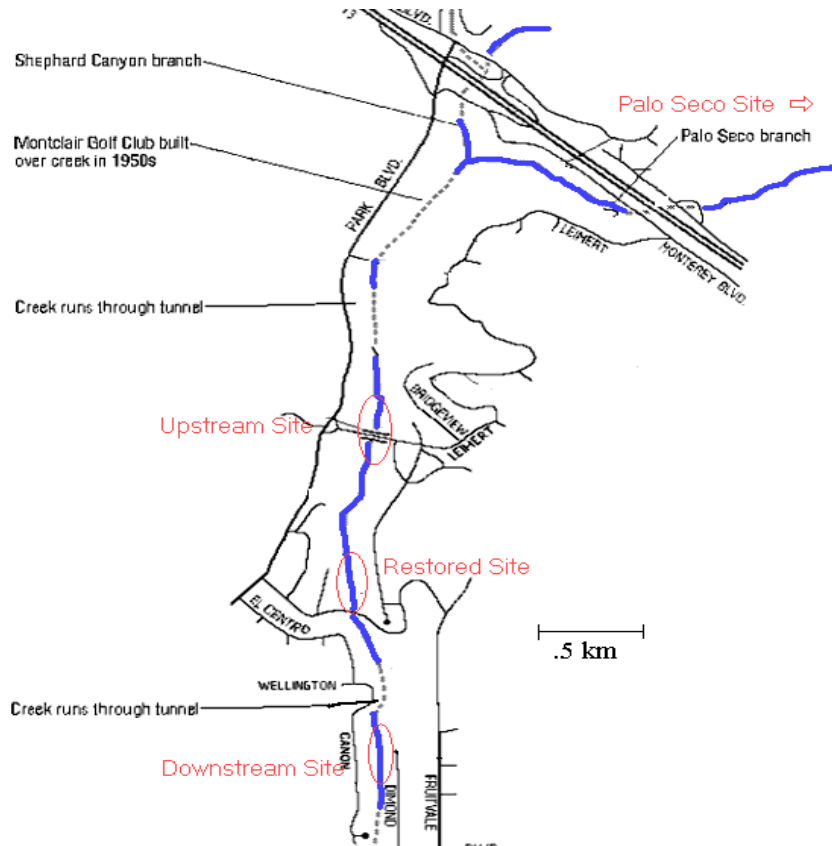 BLVD.
13
Shephard Canyon branch
Palo Seco Site
Palo Seco branch
Montclair Golf Club built
over creek in 1950s
PARK BLVD.
LEIMERT
MONTEREY BLVD.
Creek runs through tunnel
BRIDGEVIEW
Upstream Site
LEIMERT
Restored Site
EL CENTRO
.5 km
WELLINGTON
Creek runs through tunnel
CANON
Downstream Site
DIMOND
FRUITVALE